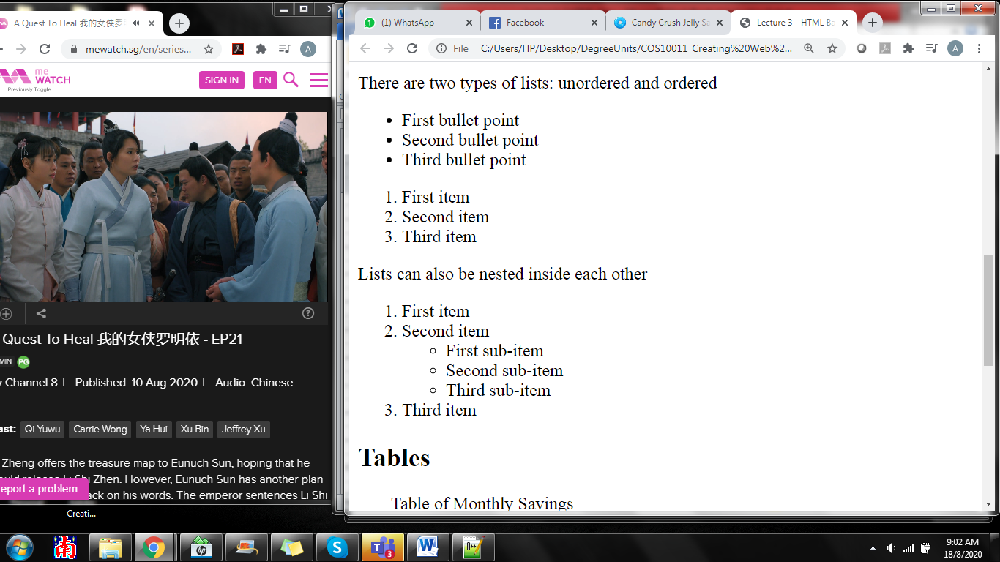 A Quest To Heal 我的女侠罗
mewatch.sg/en/series...
A
me
WATCH
Previously Toggle
SIGN IN
EN
Quest To Heal 我的女侠罗明依 - EP21
MIN
PG
Channel 8 | Published: 10 Aug 2020 | Audio: Chinese
Qi Yuwu
Carrie Wong
Ya Hui
Xu Bin
Jeffrey Xu
Zheng offers the treasure map to Eunuch Sun, hoping that he
Li Shi Zhen. However, Eunuch Sun has another plan
eport a problem
ack on his words. The emperor sentences Li Shi
Creati...
(1) WhatsApp
Facebook
Candy Crush Jelly Sa
Lecture 3 - HTML Ba
File | C:/Users/HP/Desktop/DegreeUnits/COS10011_Creating%20Web%2...
A
There are two types of lists: unordered and ordered
• First bullet point
• Second bullet point
• Third bullet point
1. First item
2. Second item
3. Third item
Lists can also be nested inside each other
1. First item
2. Second item
◦ First sub-item
◦ Second sub-item
◦ Third sub-item
3. Third item
Tables
Table of Monthly Savings
南
hp
S
3
W
9:02 AM
18/8/2020